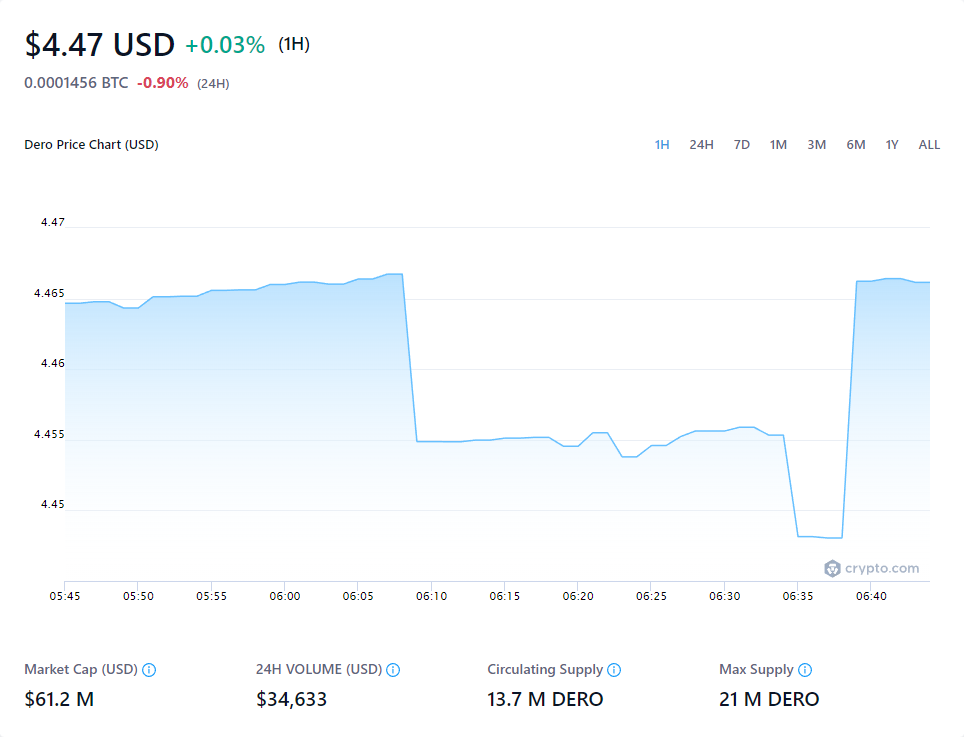 $4.47 USD +0.03% (1H)
0.0001456 BTC -0.90% (24H)
Dero Price Chart (USD)
1H 24H 7D 1M 3M 6M 1Y ALL
4.47
4.465
4.46
4.455
4.45
crypto.com
05:45 05:50 05:55 06:00 06:05 06:10 06:15 06:20 06:25 06:30 06:35 06:40
Market Cap (USD) 24H VOLUME (USD) Circulating Supply Max Supply
$61.2 M $34,633 13.7 M DERO 21 M DERO